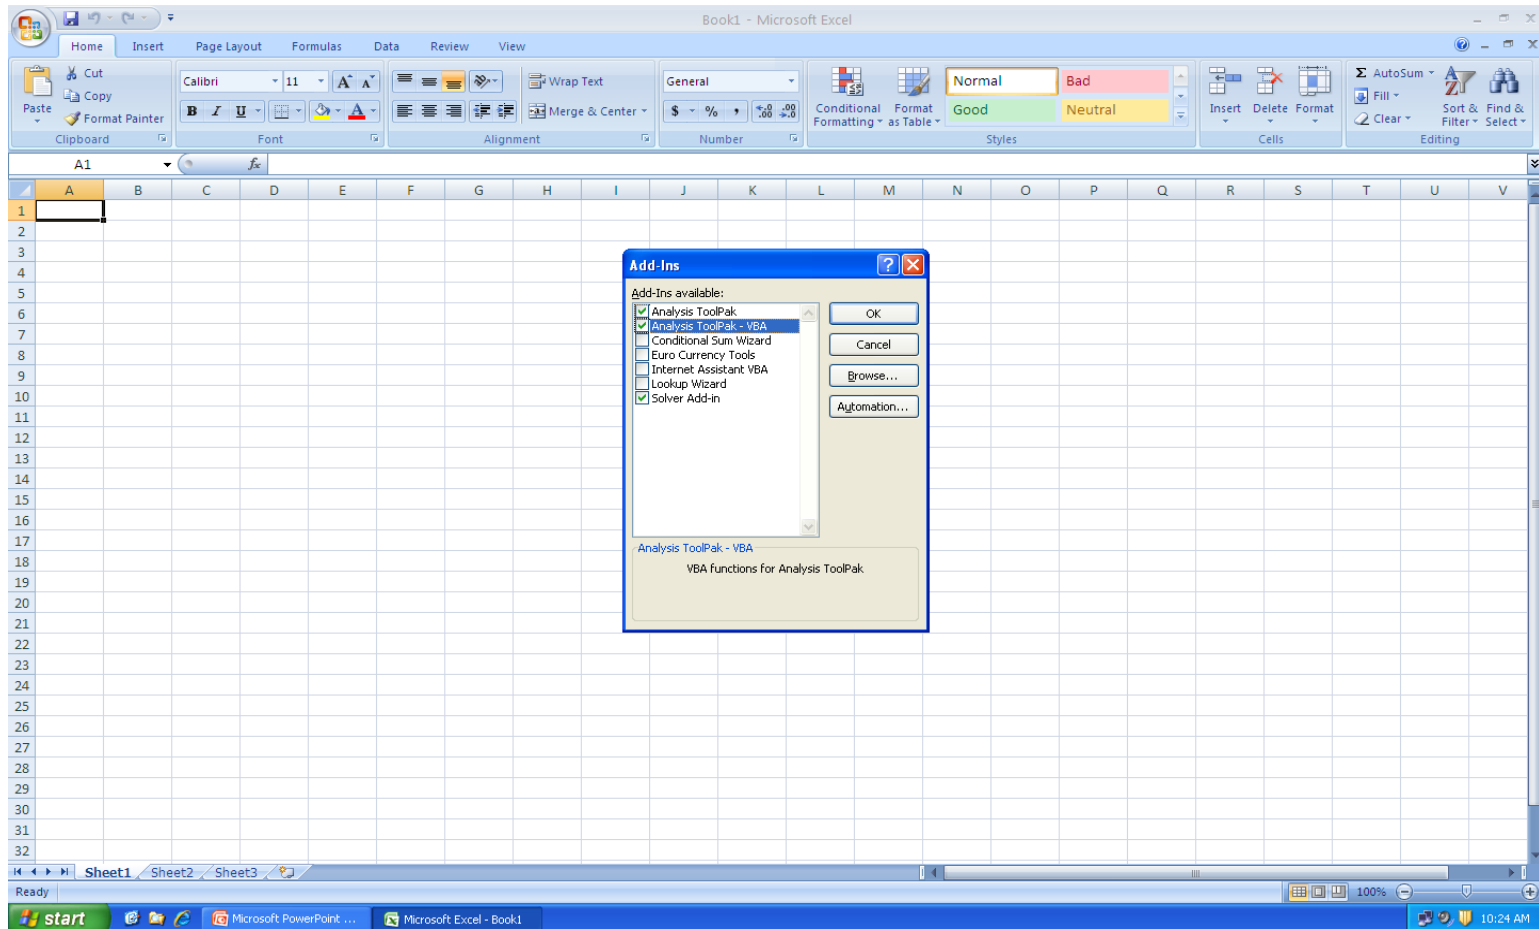 Book1 - Microsoft Excel
Home Insert Page Layout Formulas Data Review View
Cut
Copy
Format Painter
Paste
Clipboard
Calibri 11
B I U
Font
Wrap Text
Merge & Center
Alignment
General
$ % ,
Number
Conditional Formatting
Format as Table
Normal Bad
Good Neutral
Styles
Insert Delete Format
Cells
Σ AutoSum
Fill
Clear
Sort & Filter
Find & Select
Editing
A1 fx
A B C D E F G H I J K L M N O P Q R S T U V
1
2
3
4
5
6
7
8
9
10
11
12
13
14
15
16
17
18
19
20
21
22
23
24
25
26
27
28
29
30
31
32
Add-Ins
Add-Ins available:
Analysis ToolPak
Analysis ToolPak - VBA
Conditional Sum Wizard
Euro Currency Tools
Internet Assistant VBA
Lookup Wizard
Solver Add-in
OK
Cancel
Browse...
Automation...
Analysis ToolPak - VBA
VBA functions for Analysis ToolPak
Sheet1 Sheet2 Sheet3
Ready 100%
start Microsoft PowerPoint ... Microsoft Excel - Book1 10:24 AM